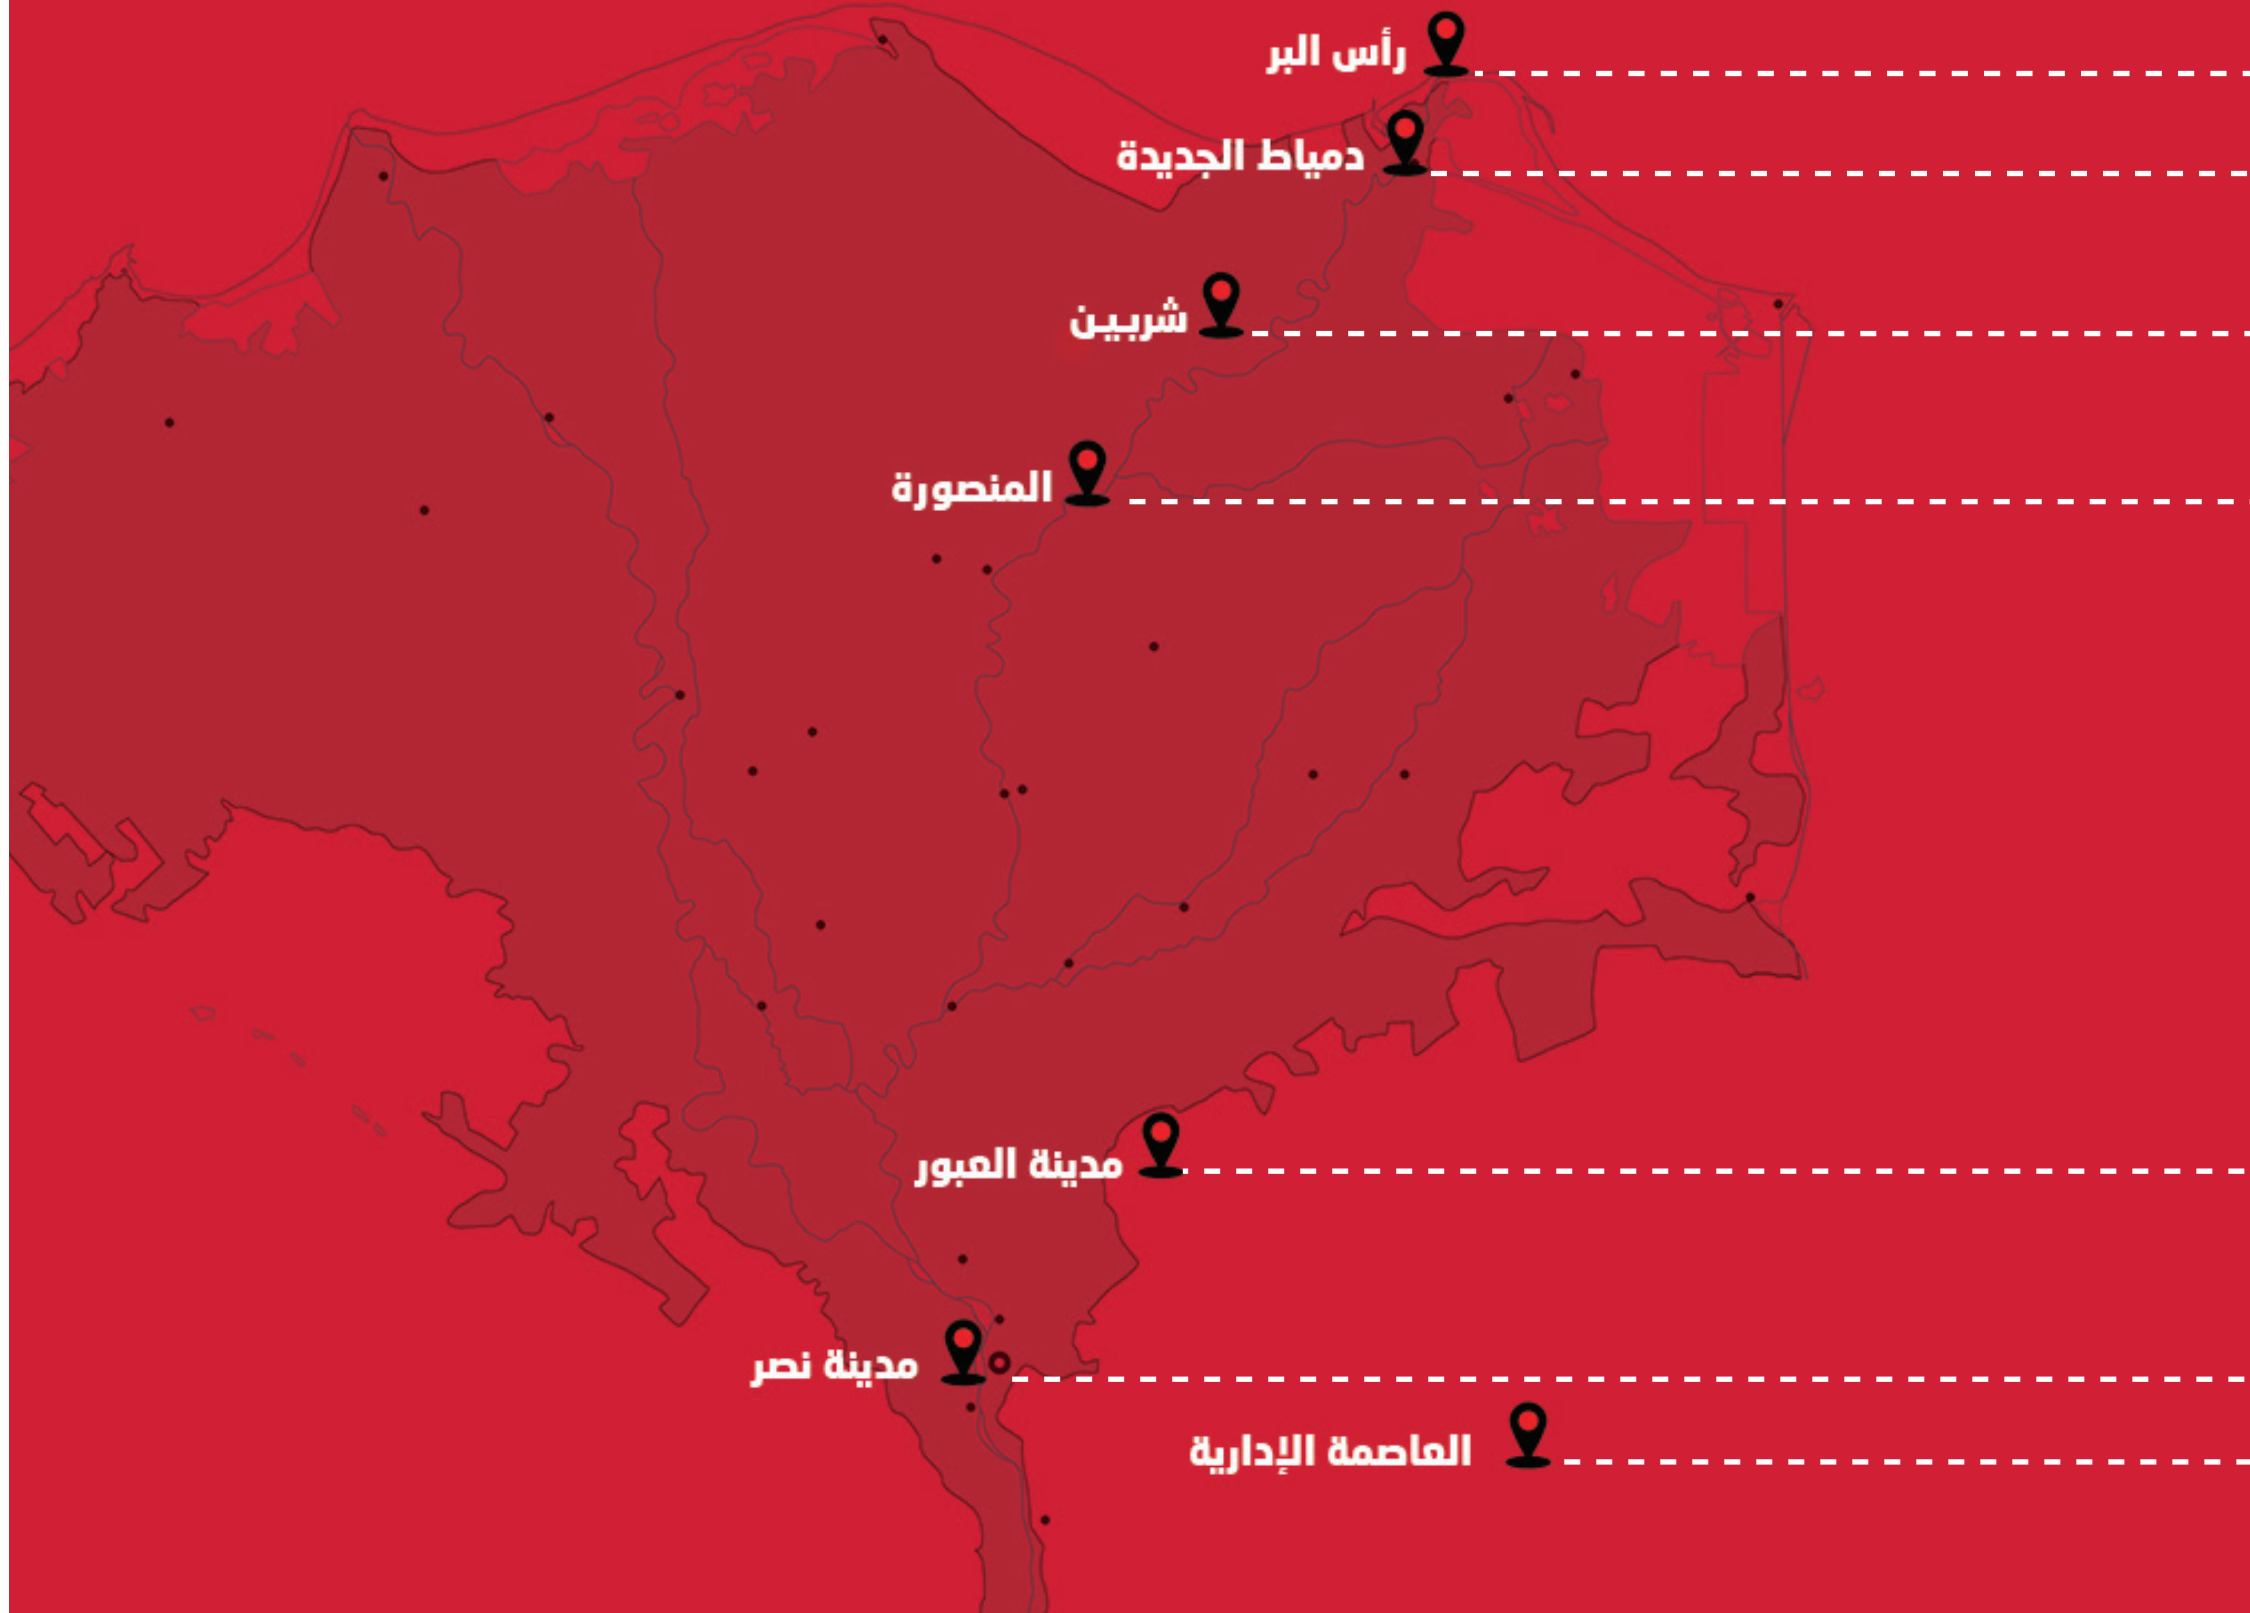 رأس البر
دمياط الجديدة
شربين
المنصورة
مدينة العبور
مدينة نصر
العاصمة الإدارية